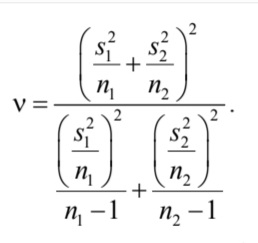 ν = (s₁²/n₁ + s₂²/n₂)² / ((s₁²/n₁)²/(n₁ − 1) + (s₂²/n₂)²/(n₂ − 1)).